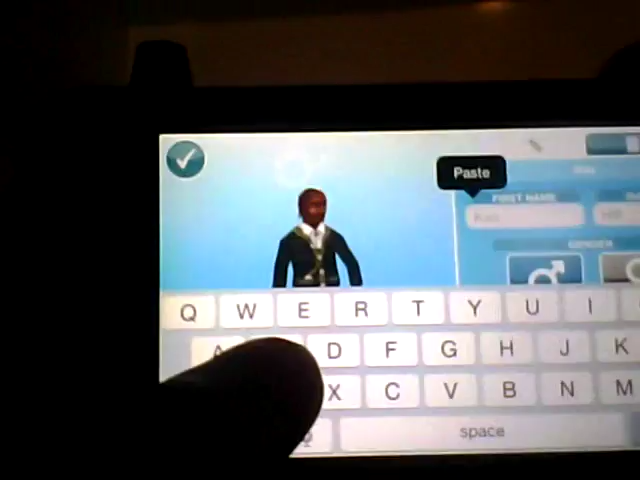 Paste
FIRST NAME
GENDER
Q W E R T Y U I
A D F G H J K
X C V B N M
space